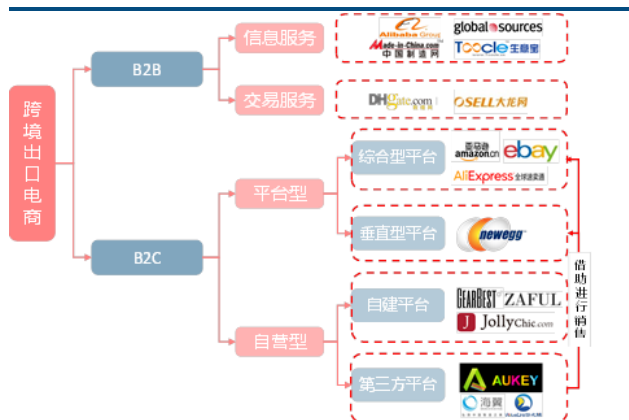 跨境出口电商
B2B
信息服务
Alibaba Group
global sources
Made-in-China.com
中国制造网
Toocle 生意宝
交易服务
DHgate.com
OSELL大龙网
B2C
平台型
综合型平台
亚马逊
amazon.cn
ebay
AliExpress 全球速卖通
垂直型平台
newegg
自营型
自建平台
GEARBEST
ZAFUL
J JollyChic.com
第三方平台
AUKEY
海翼
借助进行销售